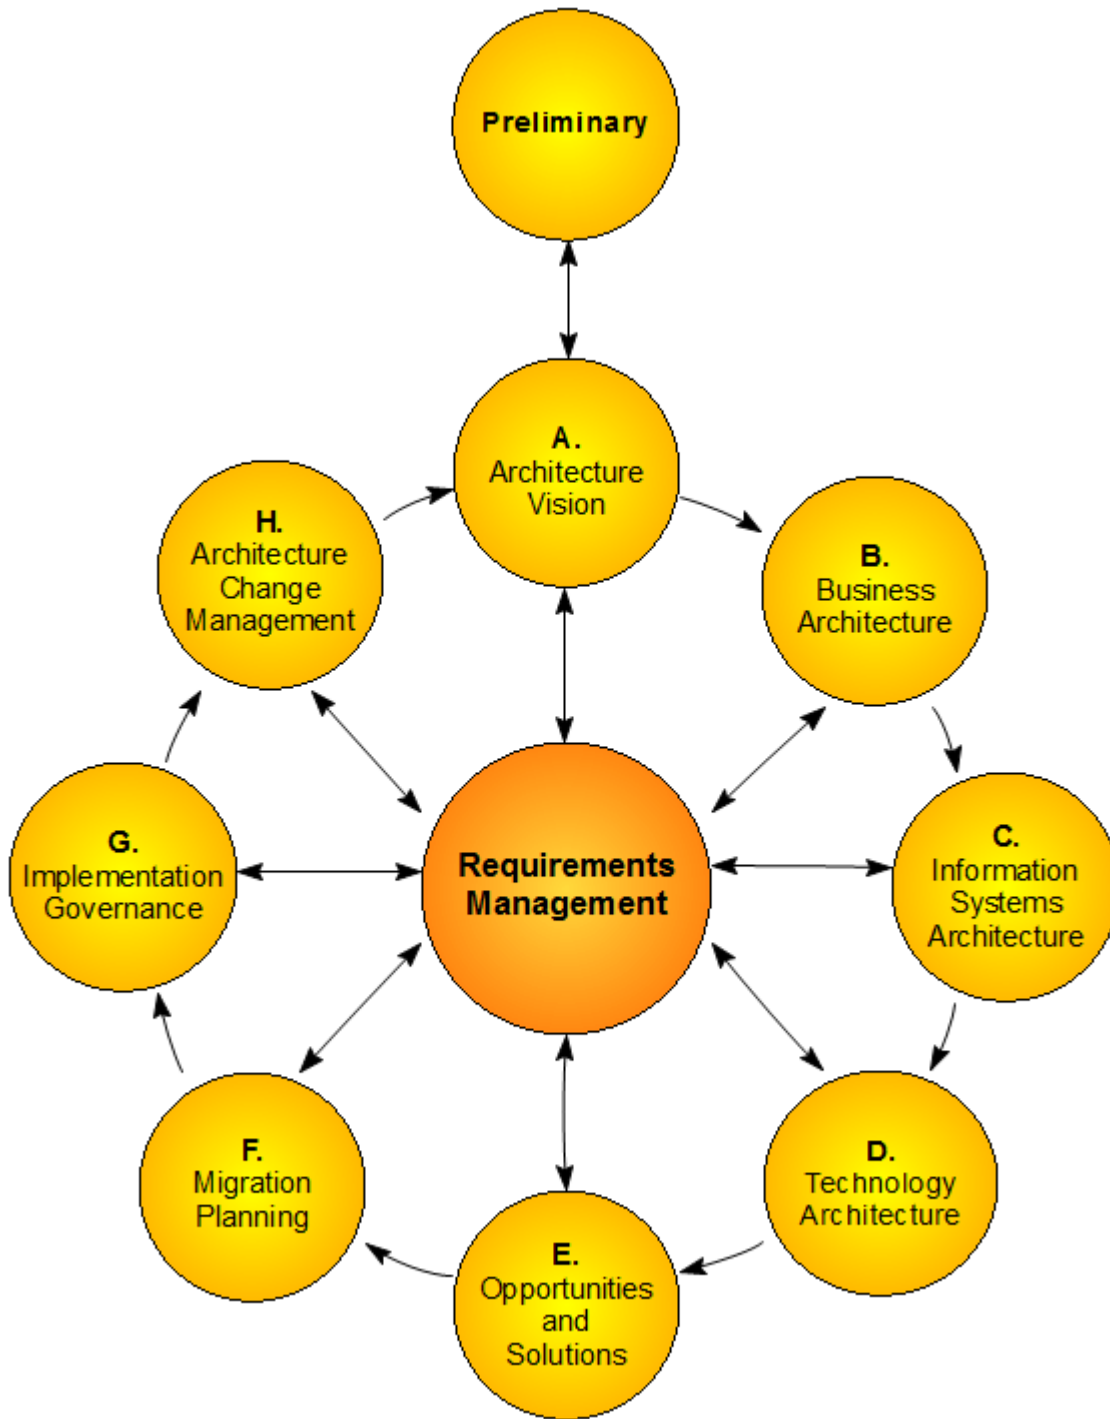 Preliminary
A.
Architecture
Vision
H.
Architecture
Change
Management
B.
Business
Architecture
G.
Implementation
Governance
Requirements
Management
C.
Information
Systems
Architecture
F.
Migration
Planning
D.
Technology
Architecture
E.
Opportunities
and
Solutions